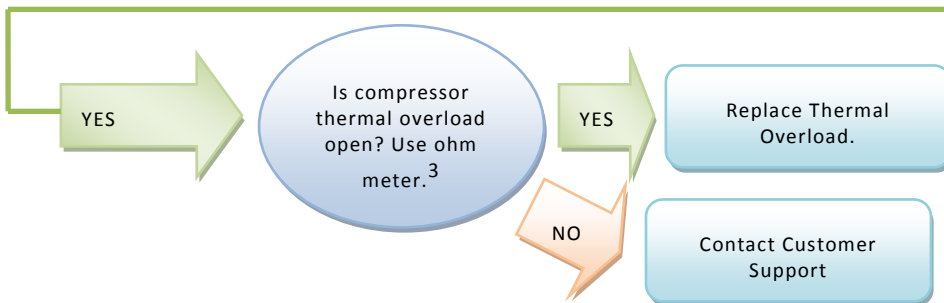 YES
Is compressor
thermal overload
open? Use ohm
meter.3
YES
Replace Thermal
Overload.
NO
Contact Customer
Support